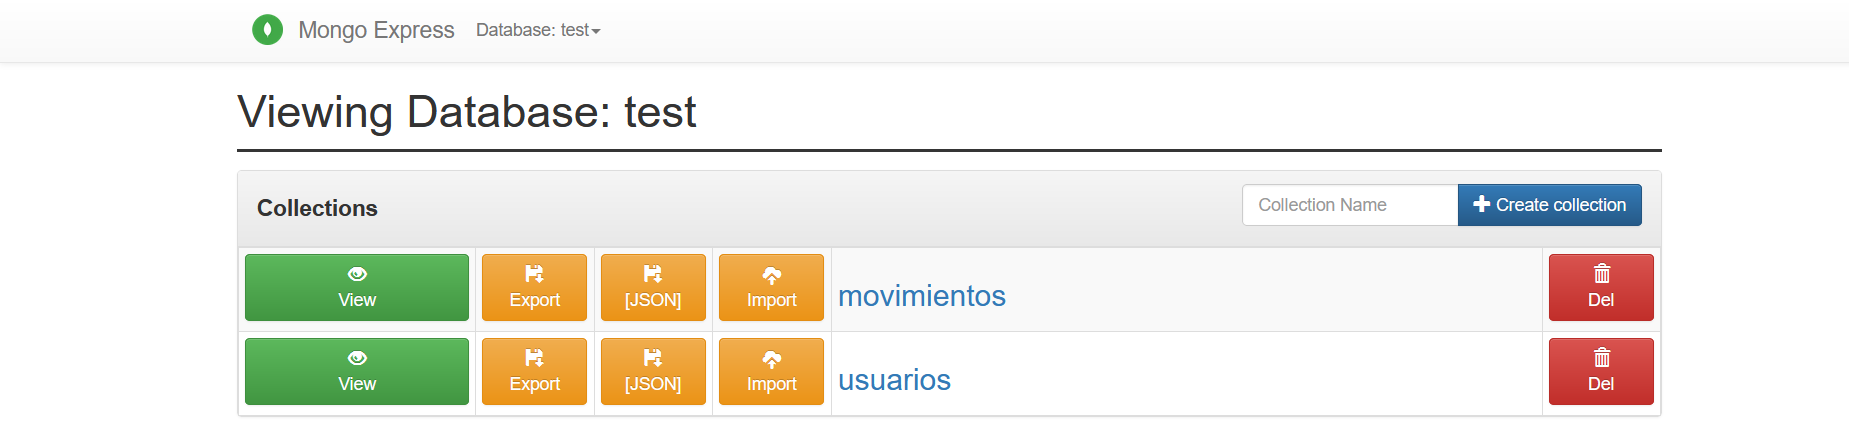 Mongo Express Database: test
Viewing Database: test
Collections
Collection Name
Create collection
View Export [JSON] Import movimientos Del
View Export [JSON] Import usuarios Del